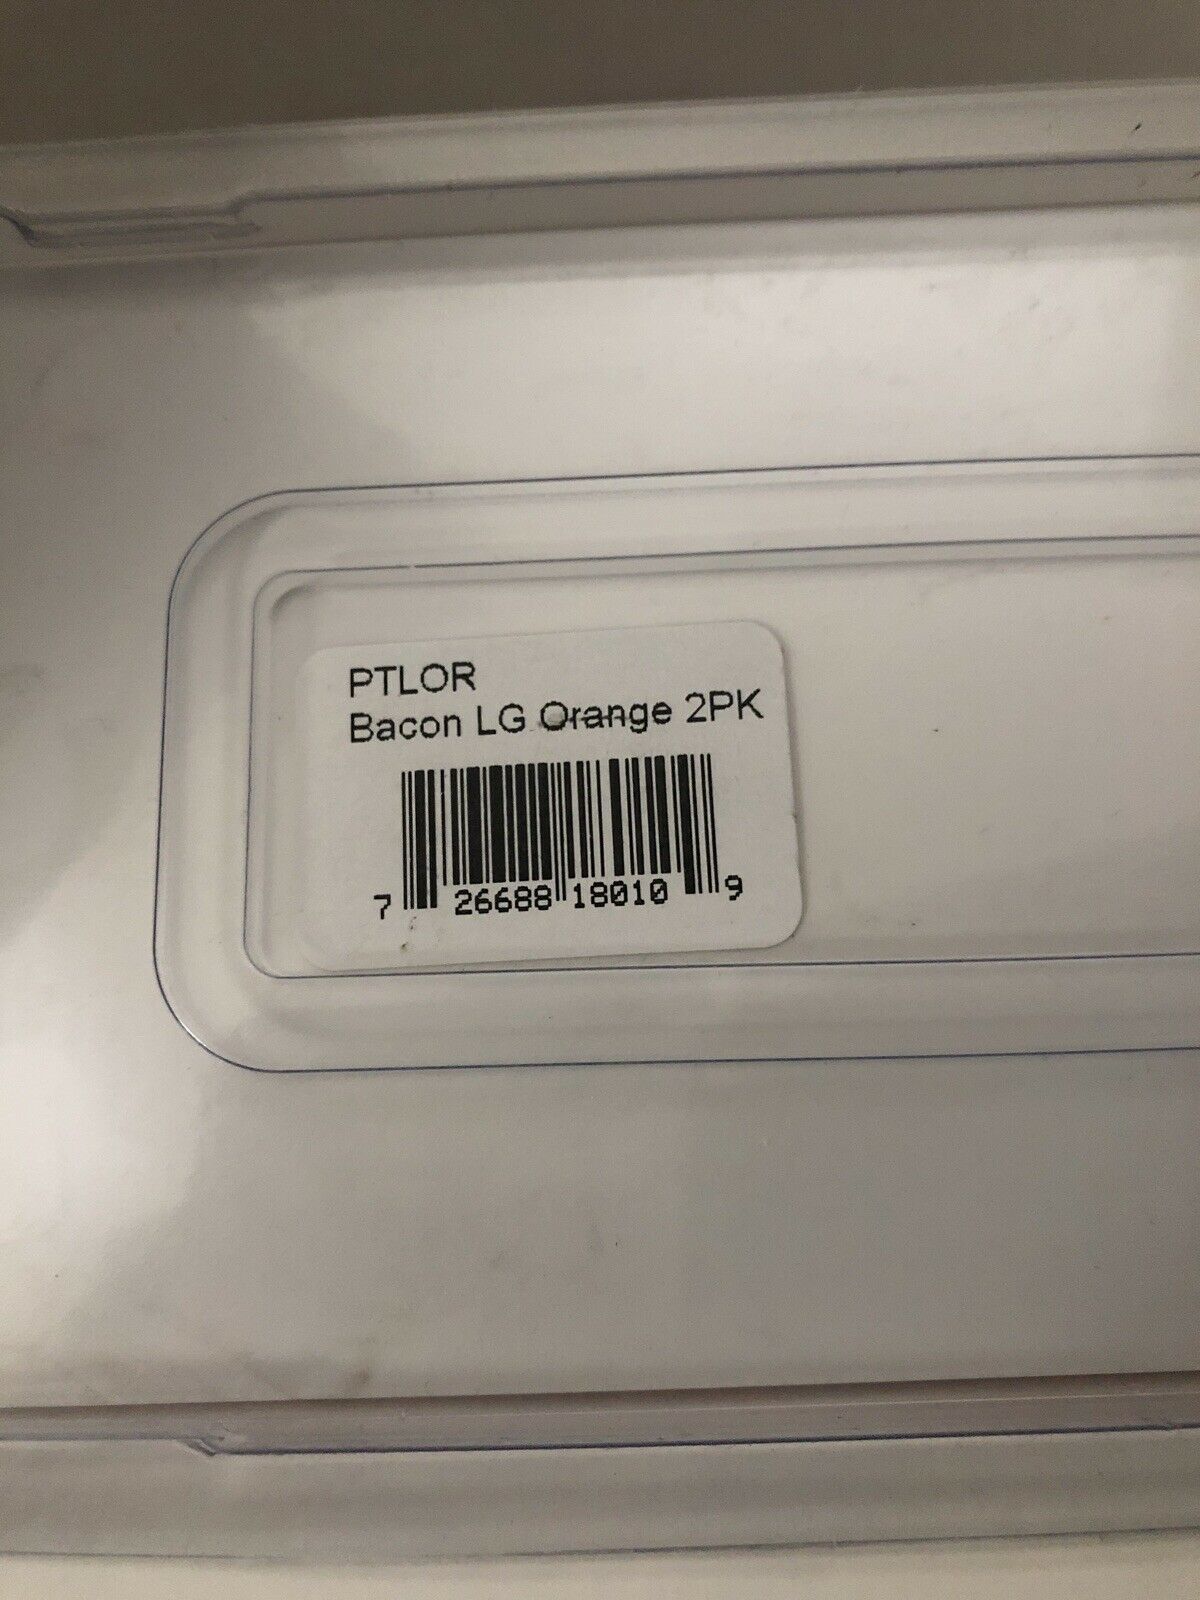 PTLOR
Bacon LG Orange 2PK
7 26688 18010 9